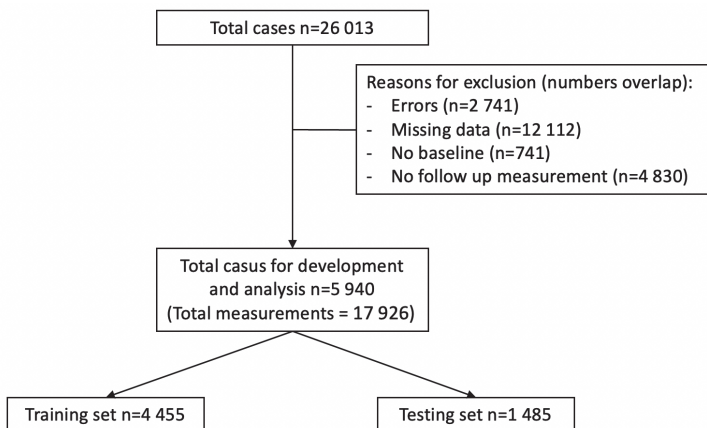 Total cases n=26 013
Reasons for exclusion (numbers overlap):
- Errors (n=2 741)
- Missing data (n=12 112)
- No baseline (n=741)
- No follow up measurement (n=4 830)
Total casus for development
and analysis n=5 940
(Total measurements = 17 926)
Training set n=4 455
Testing set n=1 485